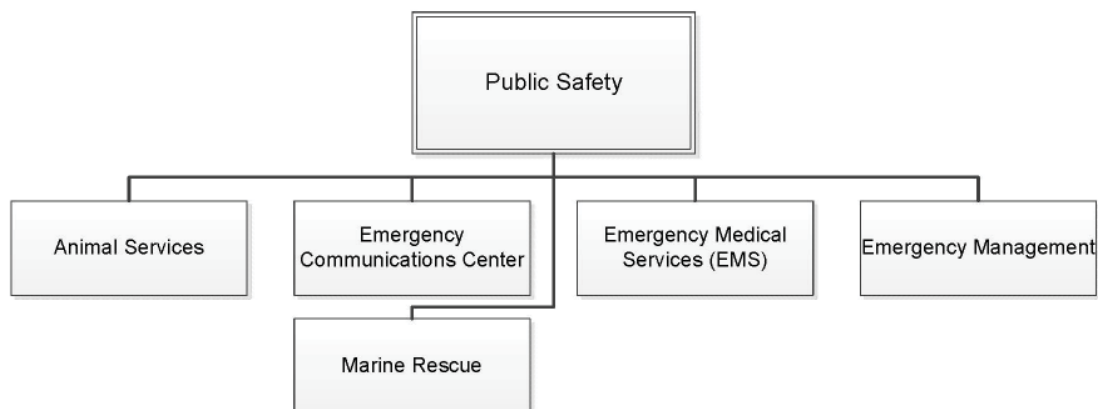 Public Safety
Animal Services
Emergency
Communications Center
Emergency Medical
Services (EMS)
Emergency Management
Marine Rescue